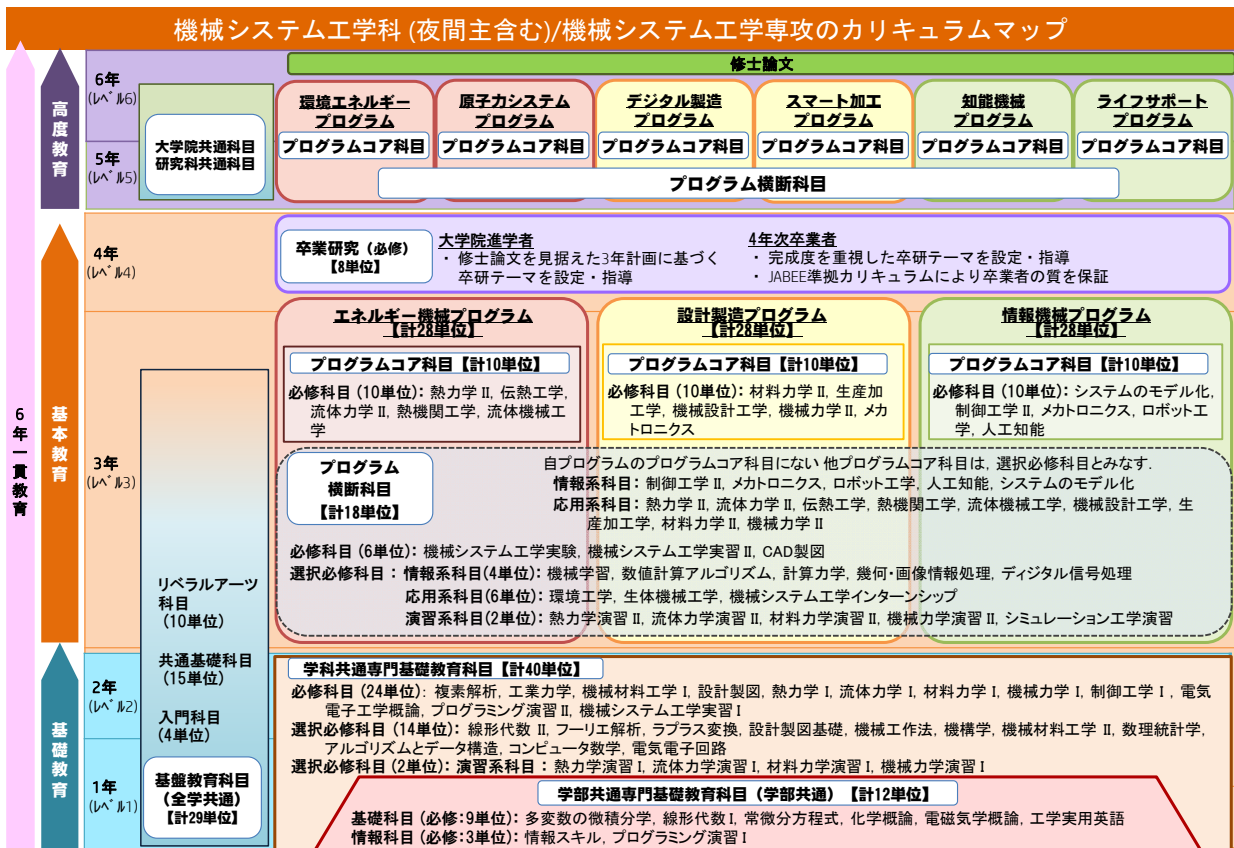 機械システム工学科 (夜間主含む)/機械システム工学専攻のカリキュラムマップ
6年一貫教育
高度教育
6年
(レベル6)
5年
(レベル5)
大学院共通科目
研究科共通科目
修士論文
環境エネルギー
プログラム
プログラムコア科目
原子力システム
プログラム
プログラムコア科目
デジタル製造
プログラム
プログラムコア科目
スマート加工
プログラム
プログラムコア科目
知能機械
プログラム
プログラムコア科目
ライフサポート
プログラム
プログラムコア科目
プログラム横断科目
基本教育
4年
(レベル4)
卒業研究（必修）
【8単位】
大学院進学者
・ 修士論文を見据えた3年計画に基づく
卒研テーマを設定・指導
4年次卒業者
・ 完成度を重視した卒研テーマを設定・指導
・ JABEE準拠カリキュラムにより卒業者の質を保証
3年
(レベル3)
エネルギー機械プログラム
【計28単位】
プログラムコア科目【計10単位】
必修科目 (10単位): 熱力学 II, 伝熱工学,
流体力学 II, 熱機関工学, 流体機械工
学
設計製造プログラム
【計28単位】
プログラムコア科目【計10単位】
必修科目 (10単位): 材料力学 II, 生産加
工学, 機械設計工学, 機械力学 II, メカ
トロニクス
情報機械プログラム
【計28単位】
プログラムコア科目【計10単位】
必修科目 (10単位): システムのモデル化,
制御工学 II, メカトロニクス, ロボット工
学, 人工知能
プログラム
横断科目
【計18単位】
自プログラムのプログラムコア科目にない 他プログラムコア科目は, 選択必修科目とみなす.
情報系科目: 制御工学 II, メカトロニクス, ロボット工学, 人工知能, システムのモデル化
応用系科目: 熱力学 II, 流体力学 II, 伝熱工学, 熱機関工学, 流体機械工学, 機械設計工学, 生
産加工学, 材料力学 II, 機械力学 II
必修科目 (6単位): 機械システム工学実験, 機械システム工学実習 II, CAD製図
選択必修科目 : 情報系科目(4単位): 機械学習, 数値計算アルゴリズム, 計算力学, 幾何・画像情報処理, ディジタル信号処理
応用系科目(6単位): 環境工学, 生体機械工学, 機械システム工学インターンシップ
演習系科目(2単位): 熱力学演習 II, 流体力学演習 II, 材料力学演習 II, 機械力学演習 II, シミュレーション工学演習
リベラルアーツ
科目
(10単位)
共通基礎科目
(15単位)
入門科目
(4単位)
基盤教育科目
(全学共通)
【計29単位】
基礎教育
2年
(レベル2)
1年
(レベル1)
学科共通専門基礎教育科目【計40単位】
必修科目 (24単位): 複素解析, 工業力学, 機械材料工学 I, 設計製図, 熱力学 I, 流体力学 I, 材料力学 I, 機械力学 I, 制御工学 I , 電気
電子工学概論, プログラミング演習 II, 機械システム工学実習 I
選択必修科目 (14単位): 線形代数 II, フーリエ解析, ラプラス変換, 設計製図基礎, 機械工作法, 機構学, 機械材料工学 II, 数理統計学,
アルゴリズムとデータ構造, コンピュータ数学, 電気電子回路
選択必修科目 (2単位): 演習系科目 : 熱力学演習 I, 流体力学演習 I, 材料力学演習 I, 機械力学演習 I
学部共通専門基礎教育科目（学部共通）【計12単位】
基礎科目 (必修:9単位): 多変数の微積分学, 線形代数 I, 常微分方程式, 化学概論, 電磁気学概論, 工学実用英語
情報科目 (必修:3単位): 情報スキル, プログラミング演習 I